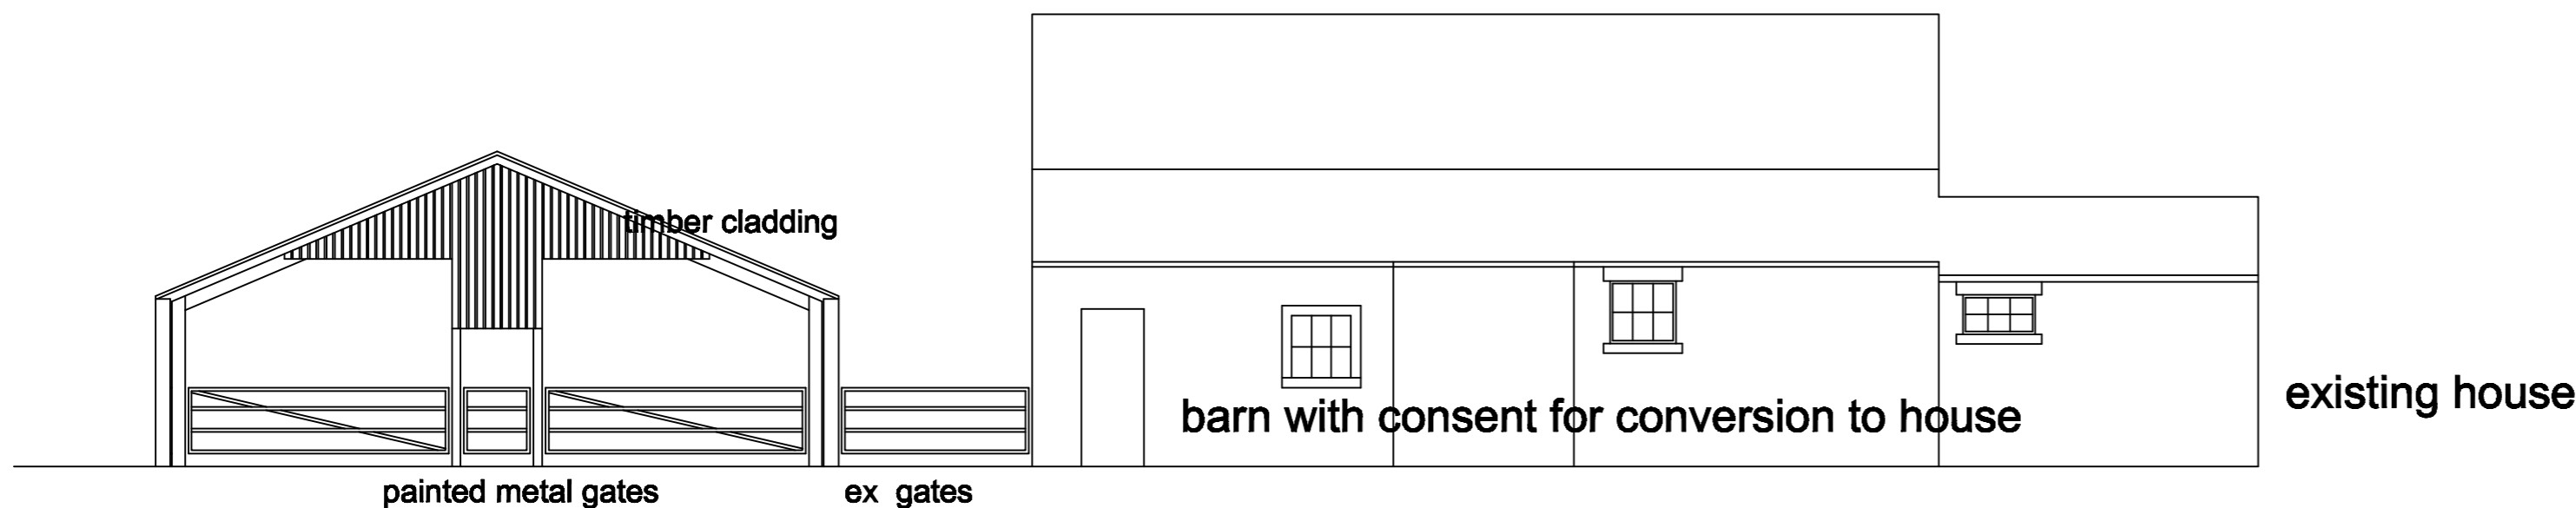 timber cladding
existing house
barn with consent for conversion to house
painted metal gates
ex gates